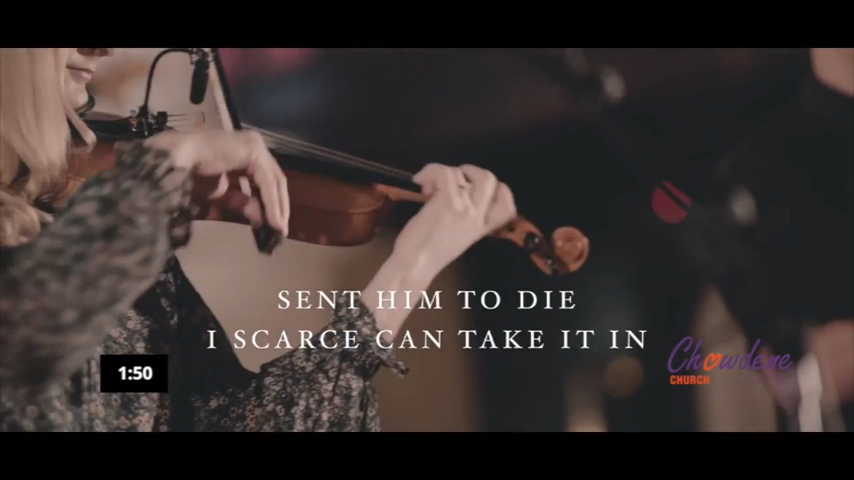 SENT HIM TO DIE
I SCARCE CAN TAKE IT IN
1:50
Chowdene
CHURCH